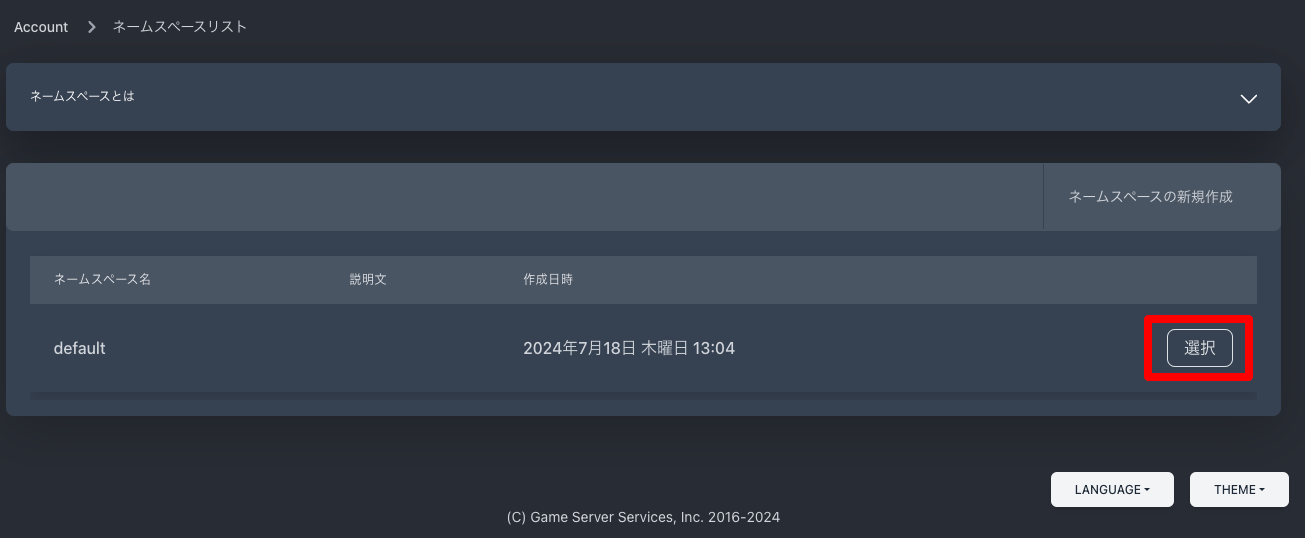 Account > ネームスペースリスト
ネームスペースとは
ネームスペースの新規作成
ネームスペース名 説明文 作成日時
default 2024年7月18日 木曜日 13:04 選択
LANGUAGE THEME
(C) Game Server Services, Inc. 2016-2024